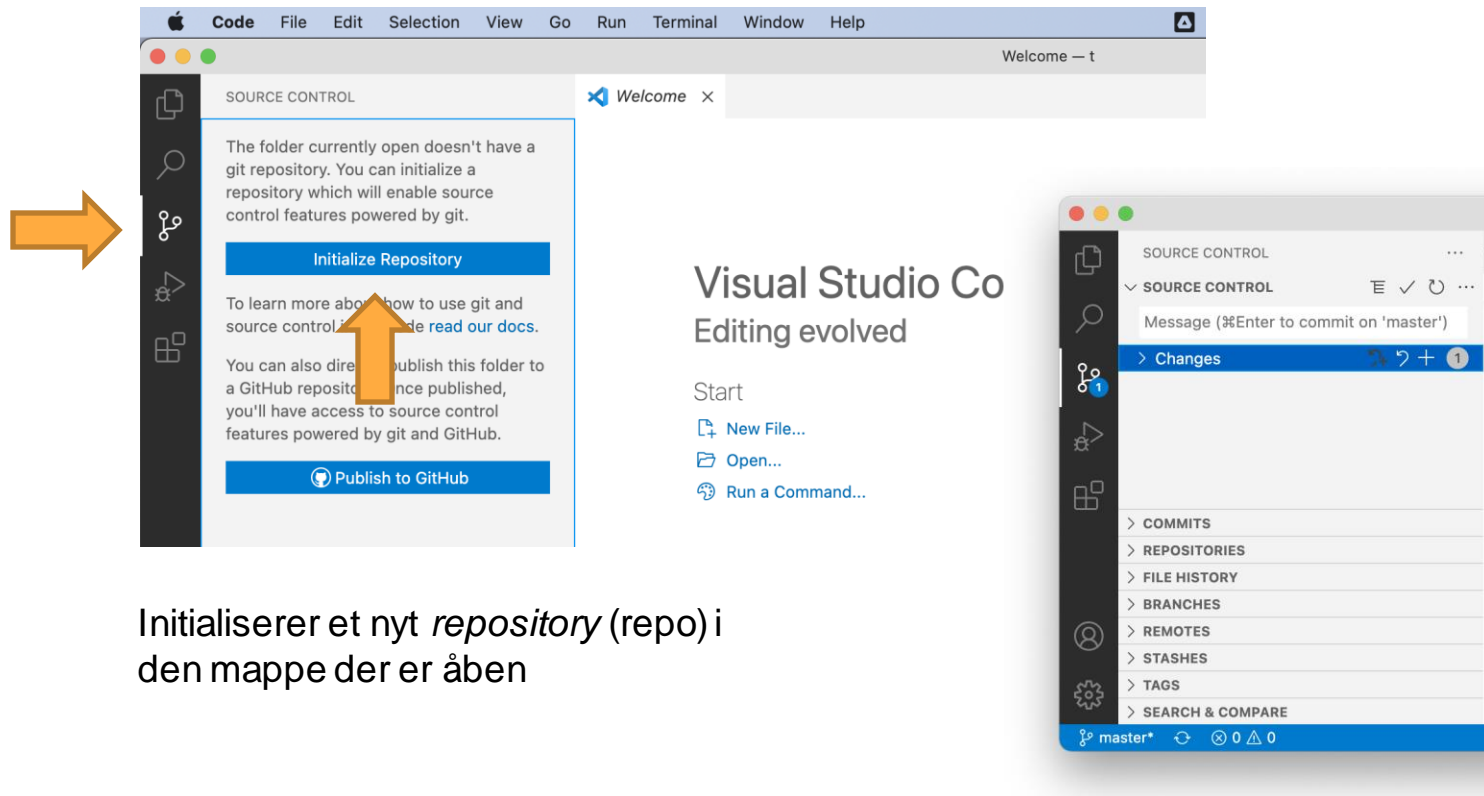 Code File Edit Selection View Go Run Terminal Window Help
Welcome — t
SOURCE CONTROL
Welcome
The folder currently open doesn't have a
git repository. You can initialize a
repository which will enable source
control features powered by git.
Initialize Repository
To learn more about how to use git and
source control de read our docs.
You can also dire publish this folder to
a GitHub reposito nce published,
you'll have access to source control
features powered by git and GitHub.
Publish to GitHub
Visual Studio Co
Editing evolved
Start
New File...
Open...
Run a Command...
SOURCE CONTROL
SOURCE CONTROL
Message (⌘Enter to commit on 'master')
Changes 1
1
COMMITS
REPOSITORIES
FILE HISTORY
BRANCHES
REMOTES
STASHES
TAGS
SEARCH & COMPARE
master* 0 0
Initialiserer et nyt repository (repo) i
den mappe der er åben